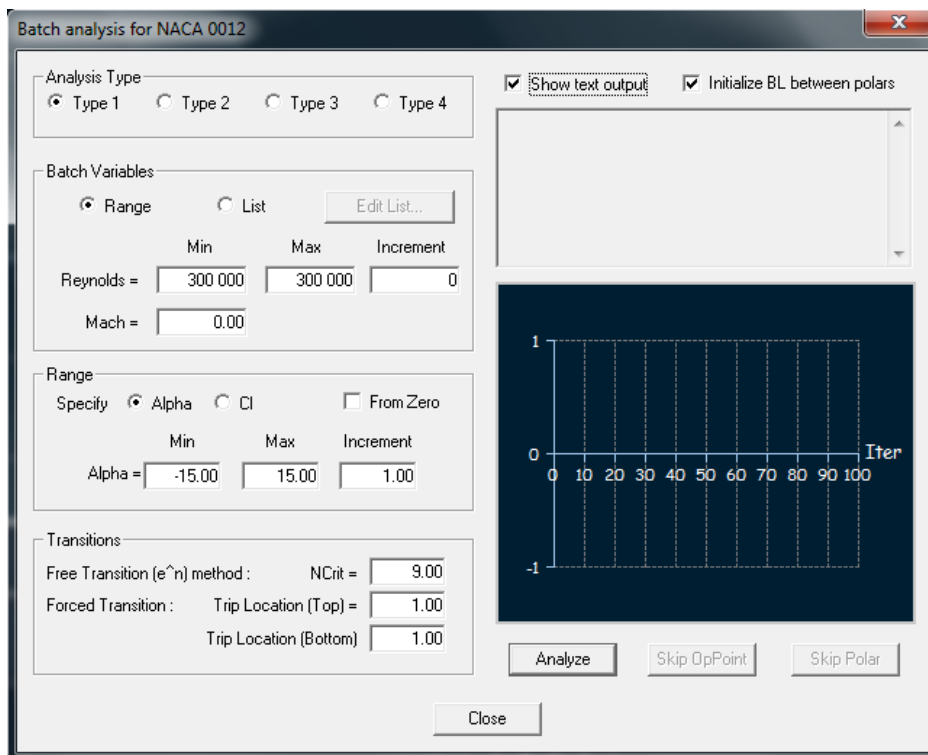 Batch analysis for NACA 0012
Analysis Type
Type 1 Type 2 Type 3 Type 4
Show text output Initialize BL between polars
Batch Variables
Range List Edit List...
Min Max Increment
Reynolds = 300 000 300 000 0
Mach = 0.00
Range
Specify Alpha Cl From Zero
Min Max Increment
Alpha = -15.00 15.00 1.00
Transitions
Free Transition (e^n) method : NCrit = 9.00
Forced Transition : Trip Location (Top) = 1.00
Trip Location (Bottom) 1.00
1
0 Iter
0 10 20 30 40 50 60 70 80 90 100
-1
Analyze Skip OpPoint Skip Polar
Close